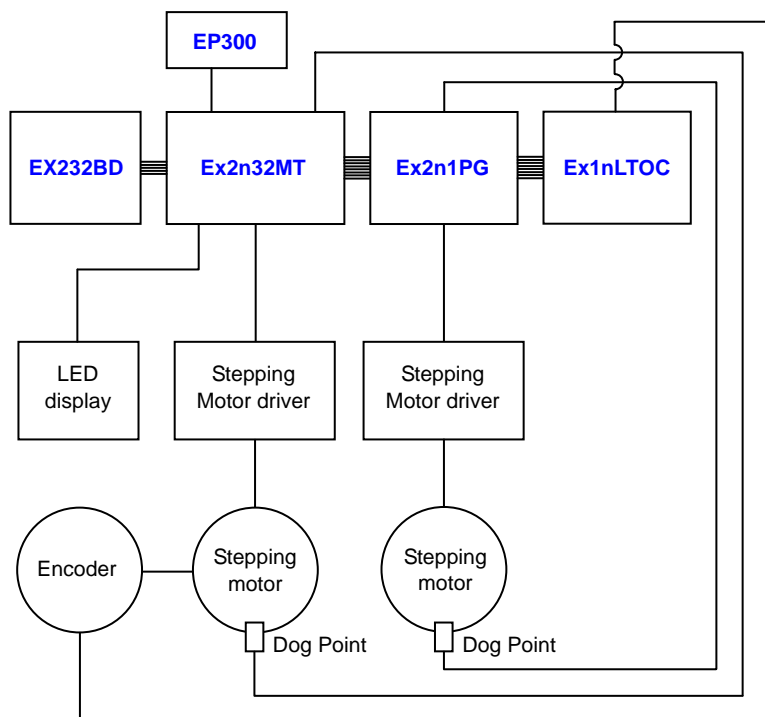 EP300
EX232BD
Ex2n32MT
Ex2n1PG
Ex1nLTOC
LED
display
Stepping
Motor driver
Stepping
Motor driver
Encoder
Stepping
motor
Stepping
motor
Dog Point
Dog Point